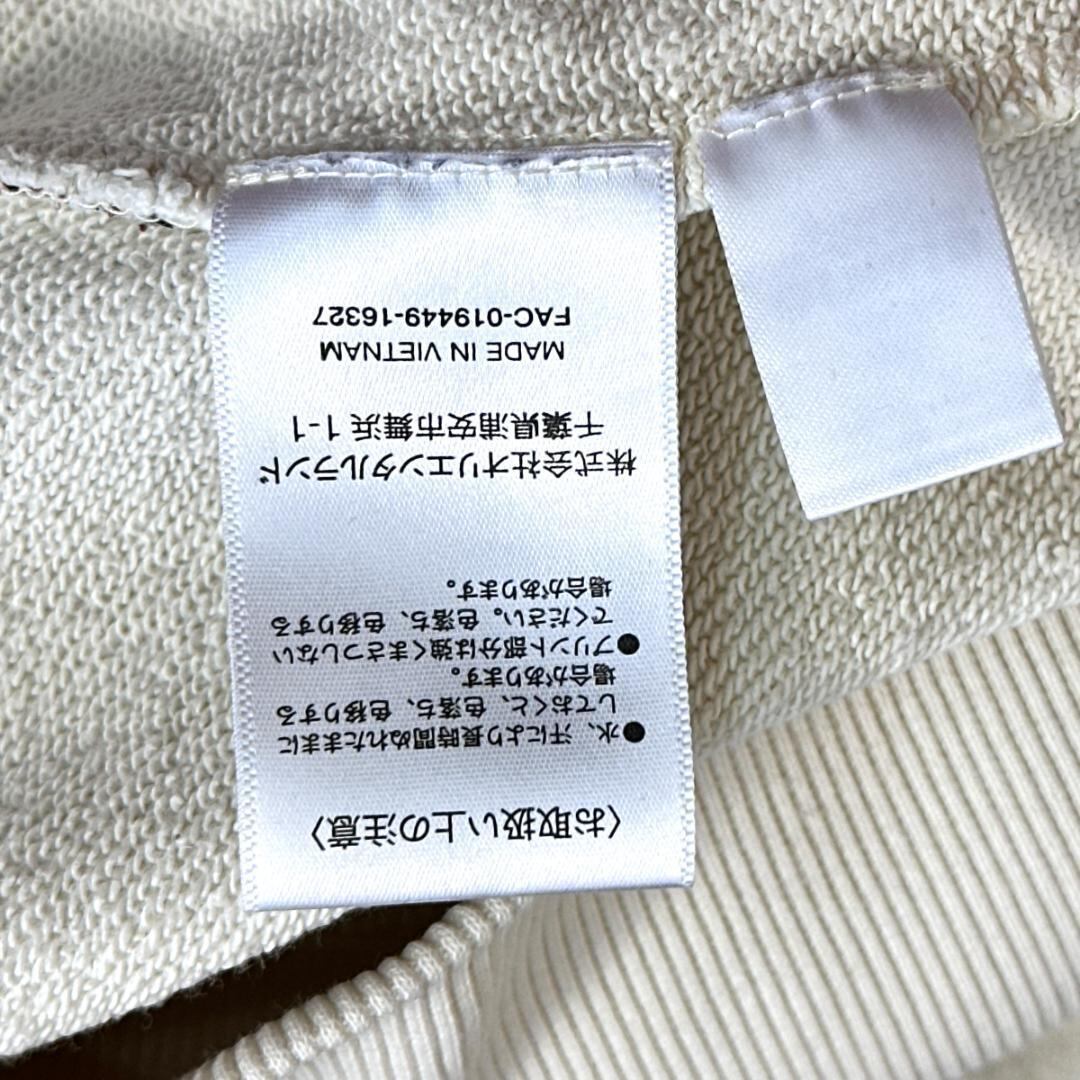 〈お取扱い上の注意〉
●水、汗により長時間ぬれたままに
しておくと、色落ち、色移りする
場合があります。
●プリント部分は強くまさつしない
でください。色落ち、色移りする
場合があります。
株式会社オリエンタルランド
千葉県浦安市舞浜 1-1
MADE IN VIETNAM
FAC-019449-16327